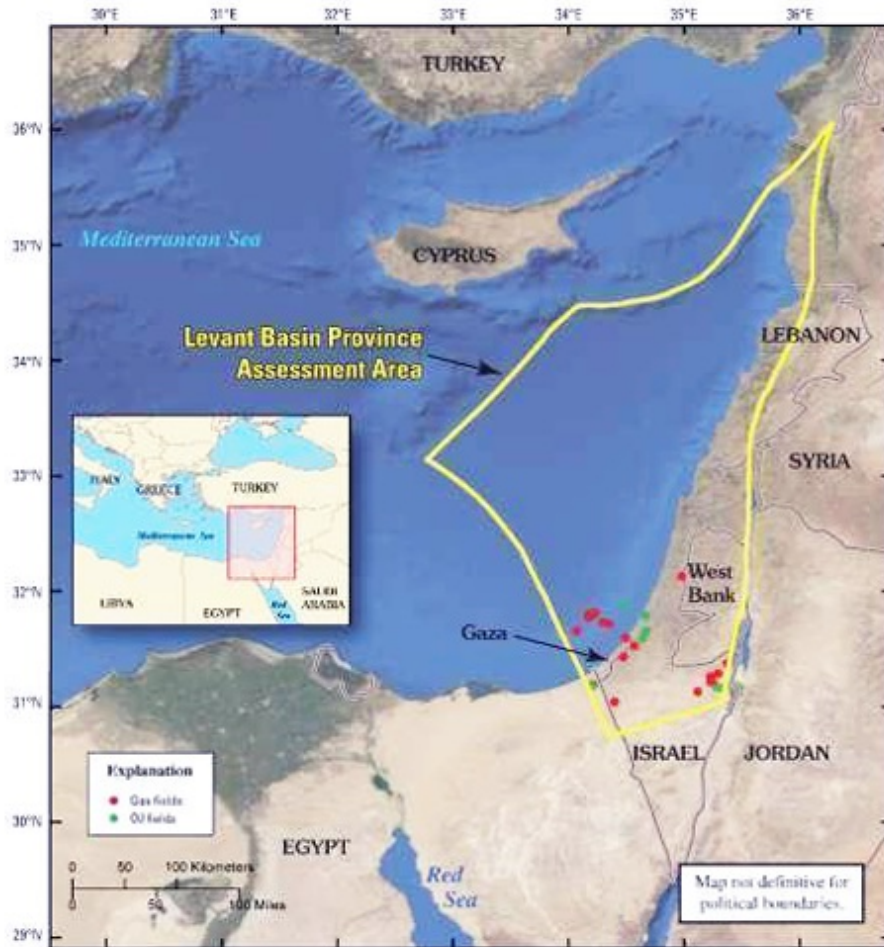 30°E 31°E 32°E 33°E 34°E 35°E 36°E
TURKEY
36°N
Mediterranean Sea
35°N
CYPRUS
Levant Basin Province
Assessment Area
34°N
LEBANON
33°N
SYRIA
ITALY
GREECE
TURKEY
Mediterranean Sea
LIBYA
EGYPT
Red
Sea
SAUDI
ARABIA
32°N
West
Bank
Gaza
31°N
ISRAEL
JORDAN
Explanation
Gas fields
Oil fields
30°N
EGYPT
0 50 100 Kilometers
0 50 100 Miles
Red
Sea
Map not definitive for
political boundaries.
29°N